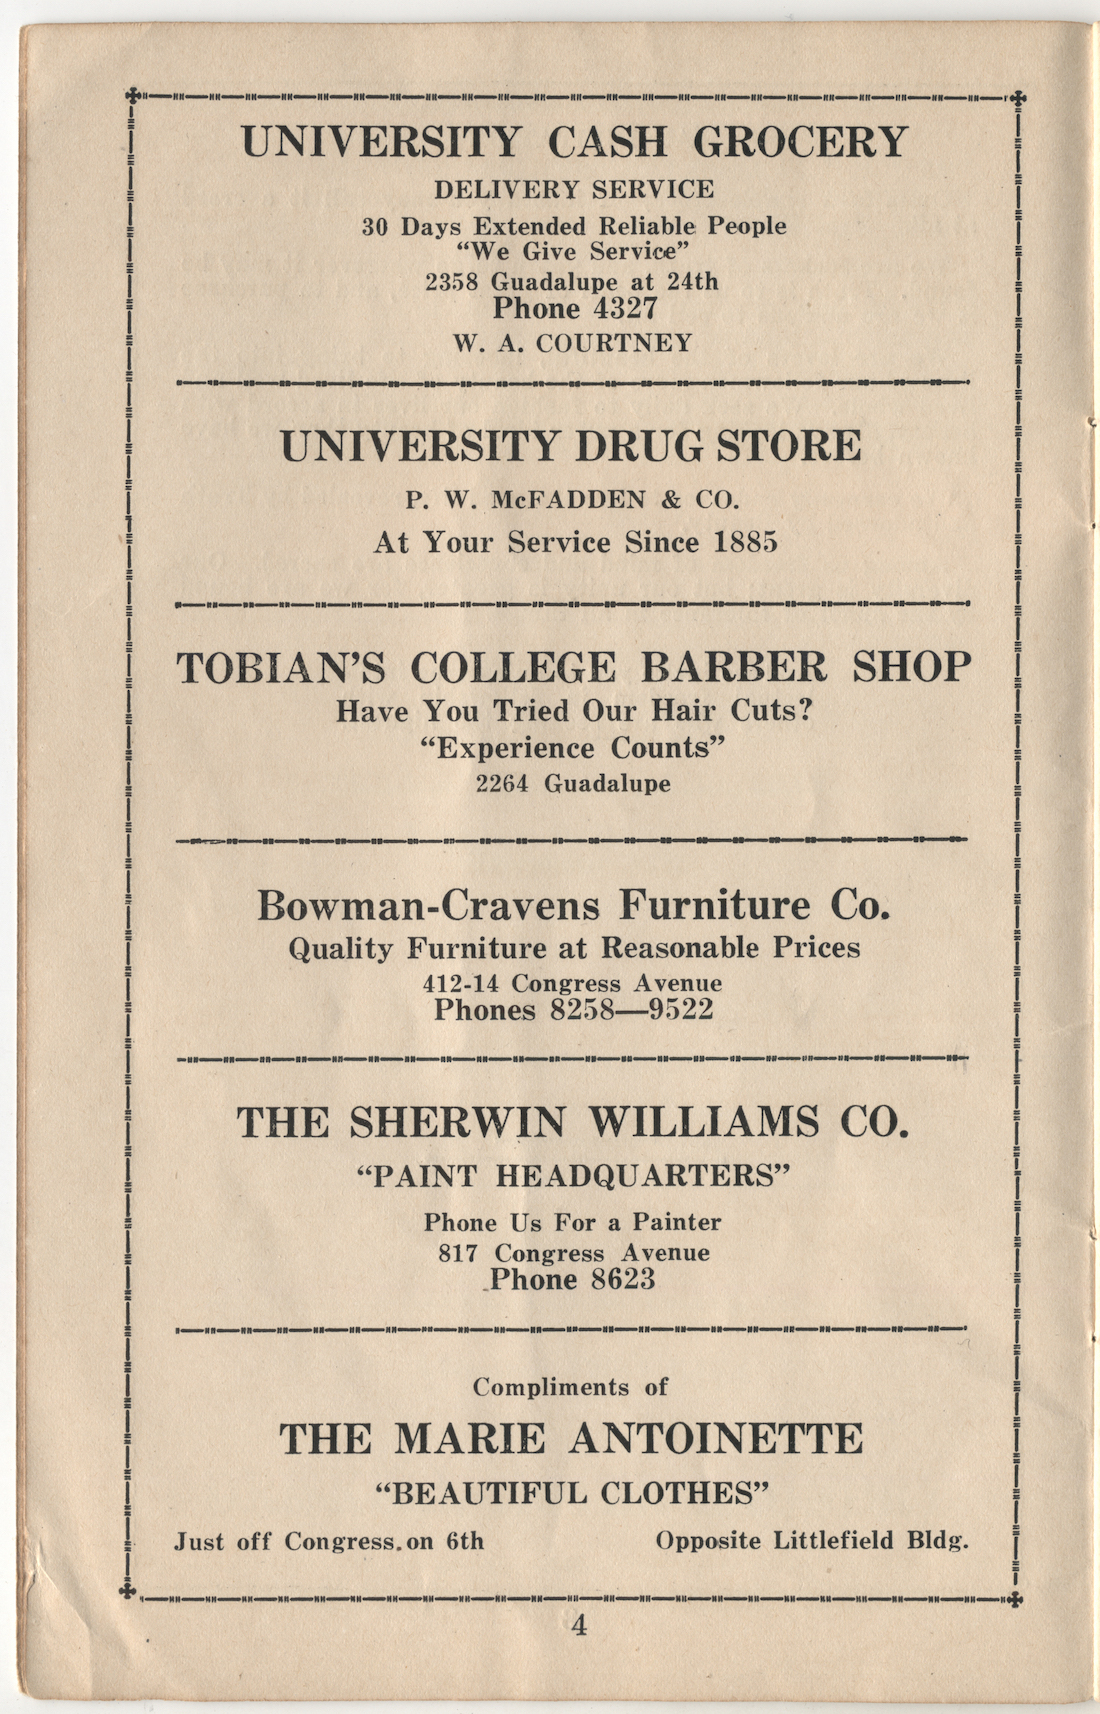 UNIVERSITY CASH GROCERY
DELIVERY SERVICE
30 Days Extended Reliable People
“We Give Service”
2358 Guadalupe at 24th
Phone 4327
W. A. COURTNEY
UNIVERSITY DRUG STORE
P. W. McFADDEN & CO.
At Your Service Since 1885
TOBIAN’S COLLEGE BARBER SHOP
Have You Tried Our Hair Cuts?
“Experience Counts”
2264 Guadalupe
Bowman-Cravens Furniture Co.
Quality Furniture at Reasonable Prices
412-14 Congress Avenue
Phones 8258—9522
THE SHERWIN WILLIAMS CO.
“PAINT HEADQUARTERS”
Phone Us For a Painter
817 Congress Avenue
Phone 8623
Compliments of
THE MARIE ANTOINETTE
“BEAUTIFUL CLOTHES”
Just off Congress.on 6th Opposite Littlefield Bldg.
4